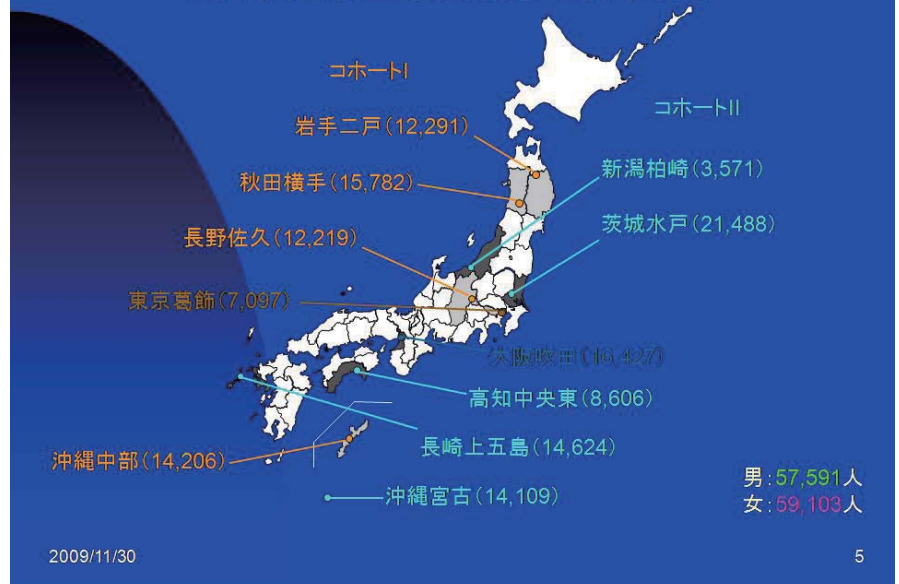 コホートI
コホートII
岩手二戸(12,291)
新潟柏崎(3,571)
秋田横手(15,782)
茨城水戸(21,488)
長野佐久(12,219)
東京葛飾(7,097)
大阪吹田(16,427)
高知中央東(8,606)
長崎上五島(14,624)
沖縄中部(14,206)
沖縄宮古(14,109)
男:57,591人
女:59,103人
2009/11/30
5